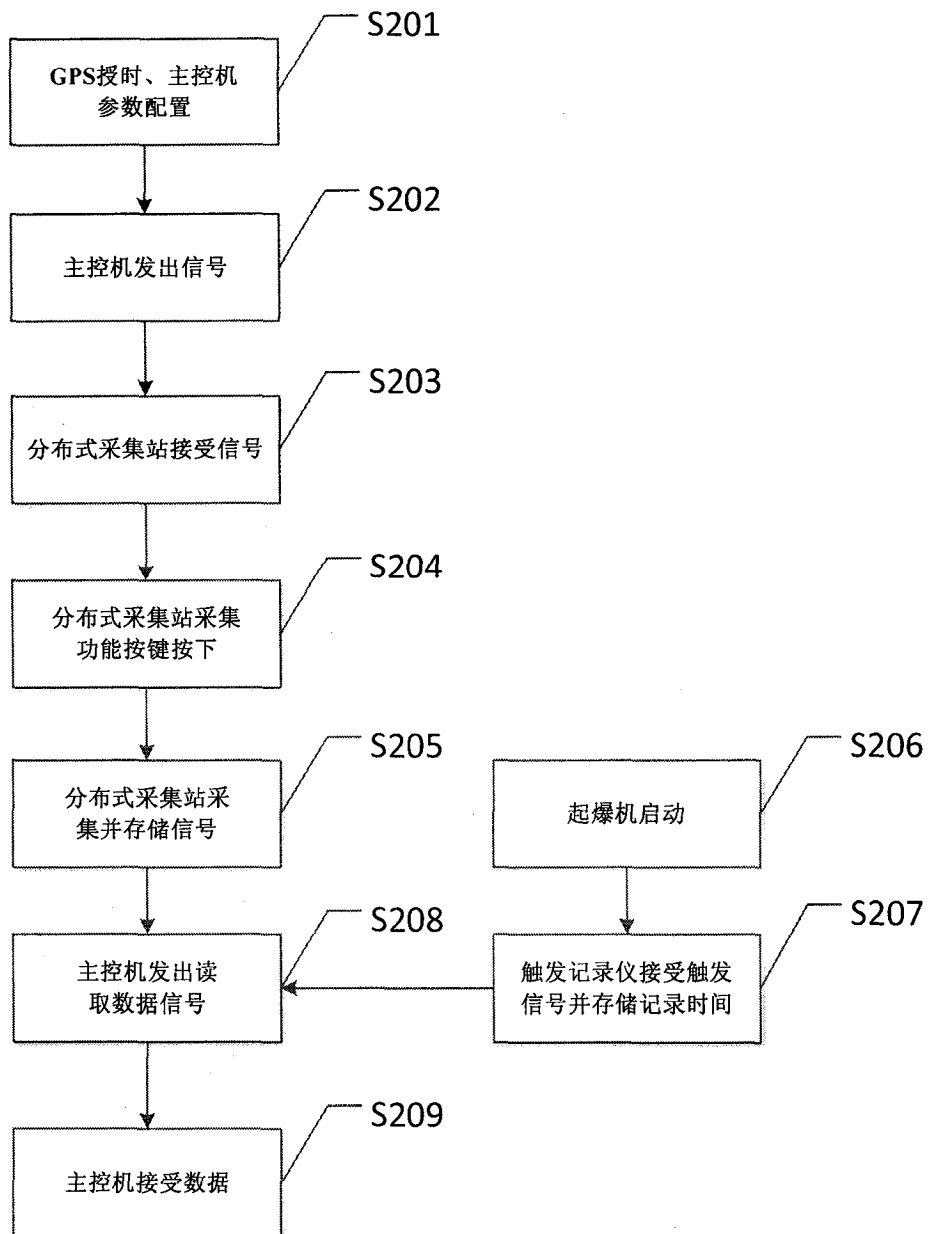 S201
GPS授时、主控机
参数配置
S202
主控机发出信号
S203
分布式采集站接受信号
S204
分布式采集站采集
功能按键按下
S205
分布式采集站采
集并存储信号
S206
起爆机启动
S207
触发记录仪接受触发
信号并存储记录时间
S208
主控机发出读
取数据信号
S209
主控机接受数据